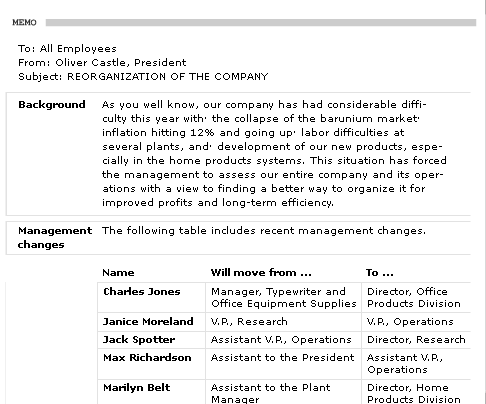 MEMO
To: All Employees
From: Oliver Castle, President
Subject: REORGANIZATION OF THE COMPANY
Background
As you well know, our company has had considerable diffi-
culty this year with· the collapse of the barunium market·
inflation hitting 12% and going up· labor difficulties at
several plants, and· development of our new products, espe-
cially in the home products systems. This situation has forced
the management to assess our entire company and its oper-
ations with a view to finding a better way to organize it for
improved profits and long-term efficiency.
Management
changes
The following table includes recent management changes.
Name Will move from ... To ...
Charles Jones Manager, Typewriter and Director, Office
Office Equipment Supplies Products Division
Janice Moreland V.P., Research V.P., Operations
Jack Spotter Assistant V.P., Operations Director, Research
Max Richardson Assistant to the President Assistant V.P.,
Operations
Marilyn Belt Assistant to the Plant Director, Home
Manager Products Division